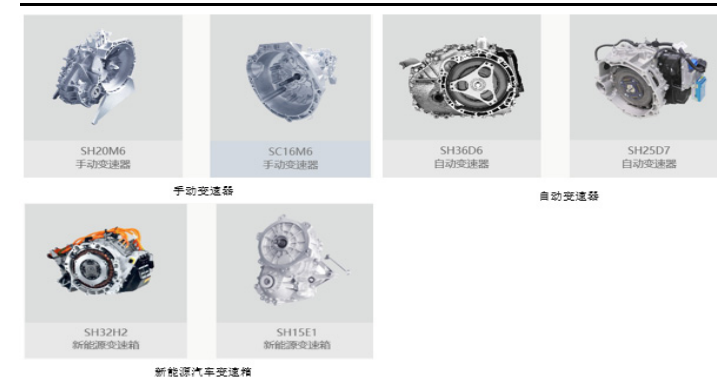 SH20M6
手动变速器
SC16M6
手动变速器
SH36D6
自动变速器
SH25D7
自动变速器
手动变速器
自动变速器
SH32H2
新能源变速箱
SH15E1
新能源变速箱
新能源汽车变速箱